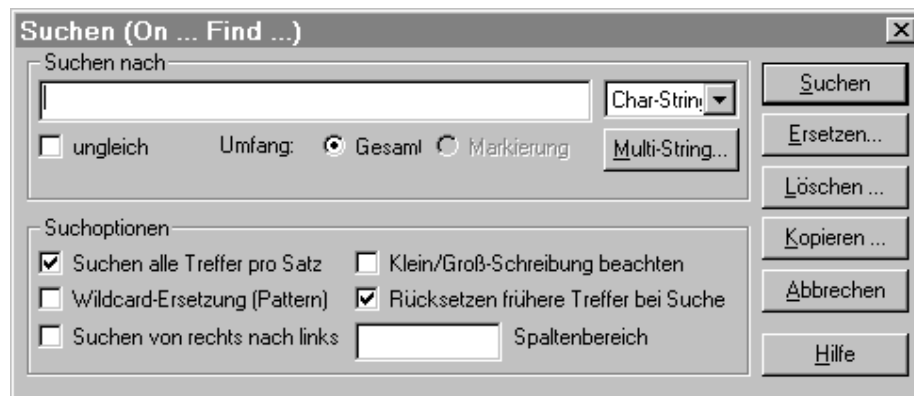 Suchen (On ... Find ...)
Suchen nach
Char-String
ungleich Umfang: Gesamt Markierung Multi-String...
Suchoptionen
Suchen alle Treffer pro Satz Klein/Groß-Schreibung beachten
Wildcard-Ersetzung (Pattern) Rücksetzen frühere Treffer bei Suche
Suchen von rechts nach links Spaltenbereich
Suchen
Ersetzen...
Löschen ...
Kopieren ...
Abbrechen
Hilfe